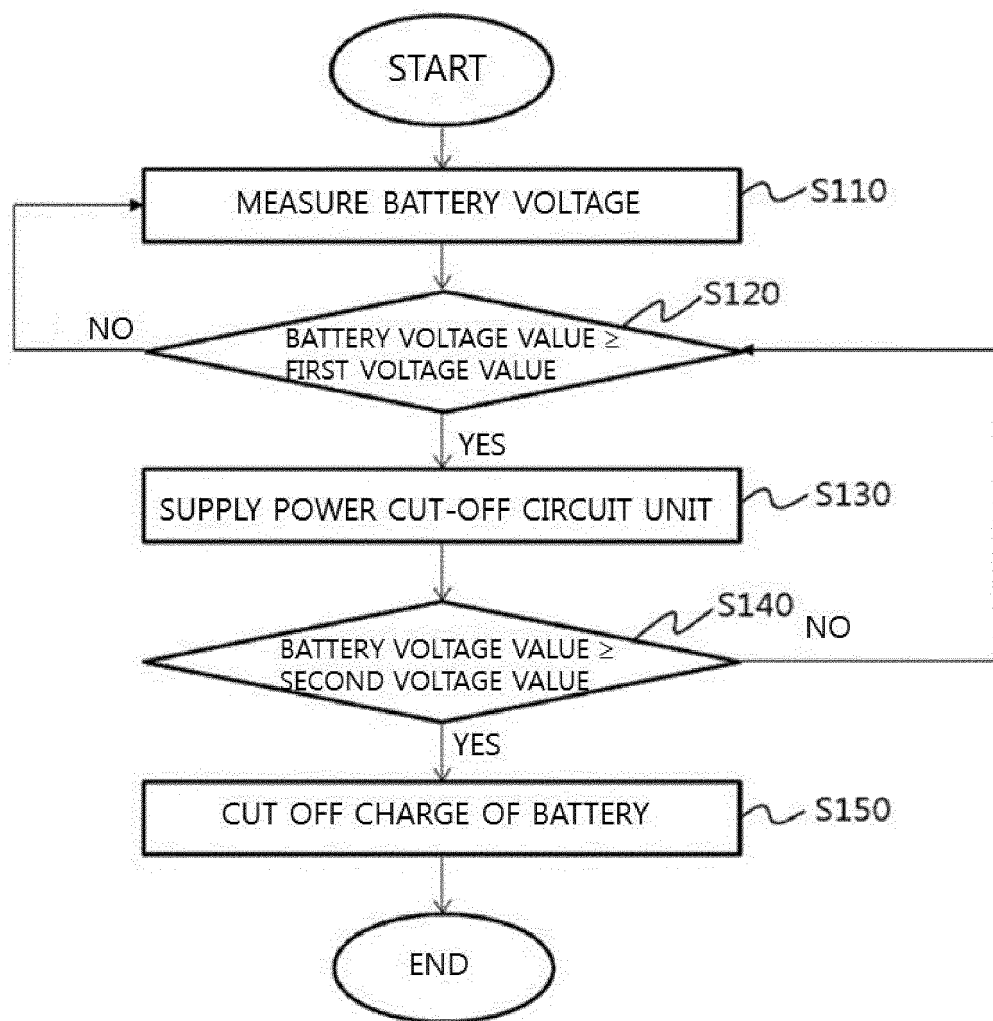 START
MEASURE BATTERY VOLTAGE
S110
S120
NO
BATTERY VOLTAGE VALUE ≥
FIRST VOLTAGE VALUE
YES
SUPPLY POWER CUT-OFF CIRCUIT UNIT
S130
S140
NO
BATTERY VOLTAGE VALUE ≥
SECOND VOLTAGE VALUE
YES
CUT OFF CHARGE OF BATTERY
S150
END